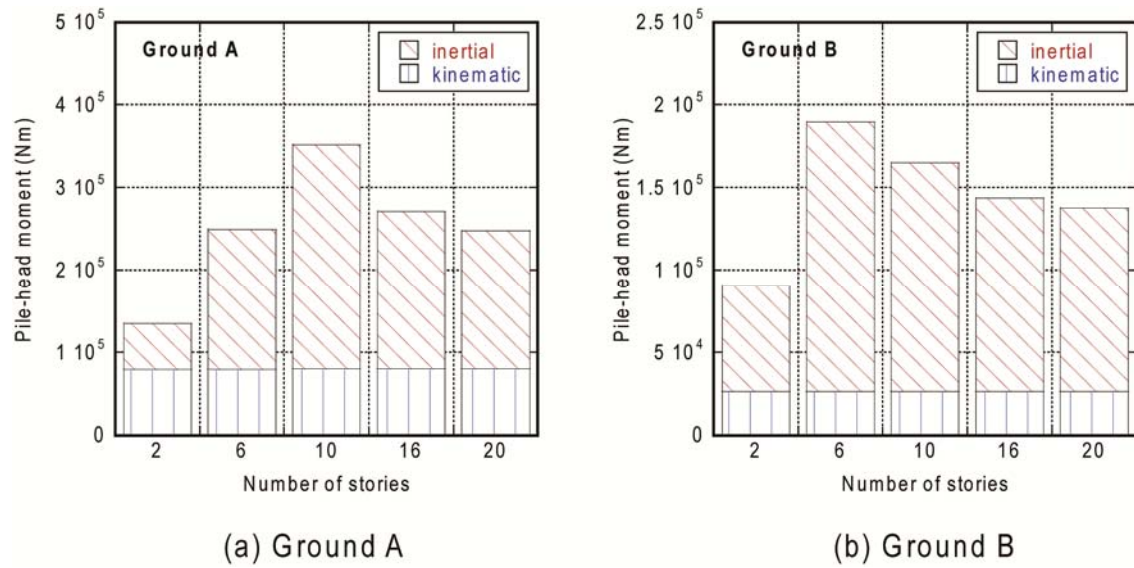 5 10⁵
4 10⁵
3 10⁵
2 10⁵
1 10⁵
0
Pile-head moment (Nm)
Ground A
inertial
kinematic
2 6 10 16 20
Number of stories
(a) Ground A
2.5 10⁵
2 10⁵
1.5 10⁵
1 10⁵
5 10⁴
0
Pile-head moment (Nm)
Ground B
inertial
kinematic
2 6 10 16 20
Number of stories
(b) Ground B